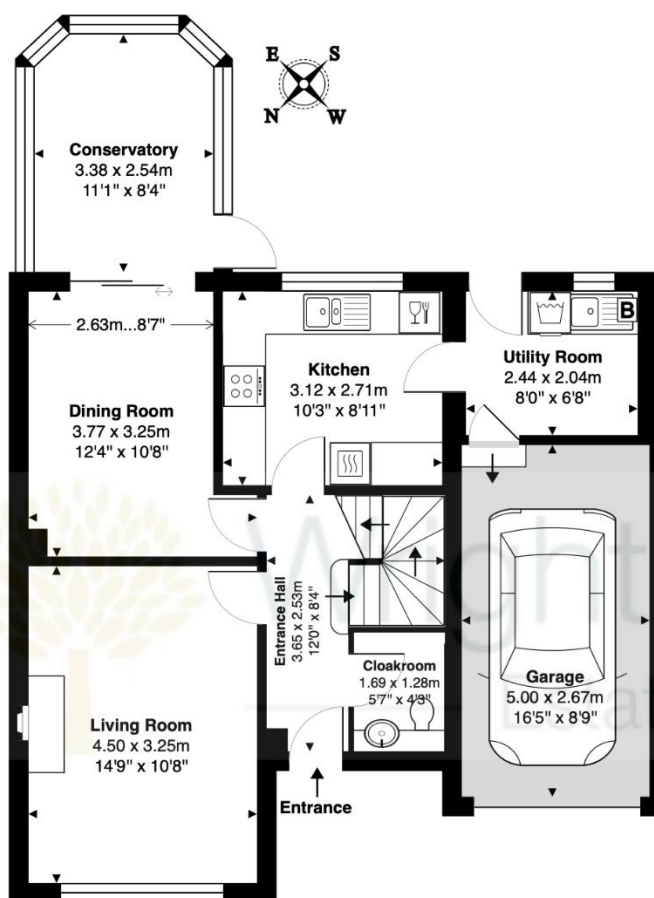 E S
N W
Conservatory
3.38 x 2.54m
11'1" x 8'4"
2.63m...8'7"
Kitchen
3.12 x 2.71m
10'3" x 8'11"
B
Utility Room
2.44 x 2.04m
8'0" x 6'8"
Dining Room
3.77 x 3.25m
12'4" x 10'8"
Entrance Hall
3.65 x 2.53m
12'0" x 8'4"
Cloakroom
1.69 x 1.28m
5'7" x 4'3"
Garage
5.00 x 2.67m
16'5" x 8'9"
Living Room
4.50 x 3.25m
14'9" x 10'8"
Entrance